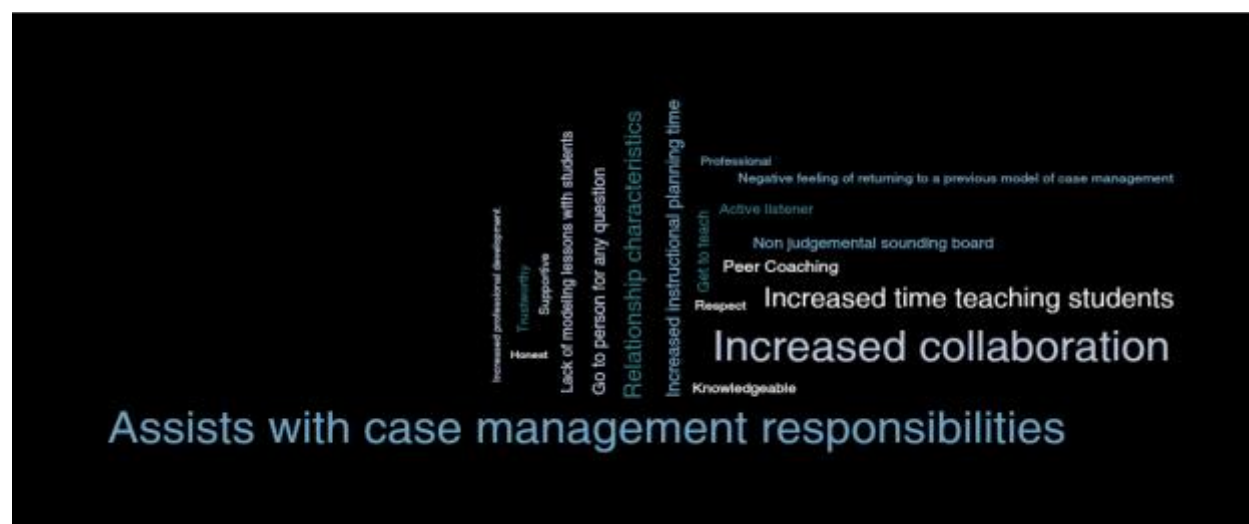 Increased professional development
Trustworthy
Honest
Supportive
Lack of modeling lessons with students
Go to person for any question
Relationship characteristics
Increased instructional planning time
Professional
Negative feeling of returning to a previous model of case management
Get to teach
Active listener
Non judgemental sounding board
Peer Coaching
Respect
Increased time teaching students
Increased collaboration
Knowledgeable
Assists with case management responsibilities